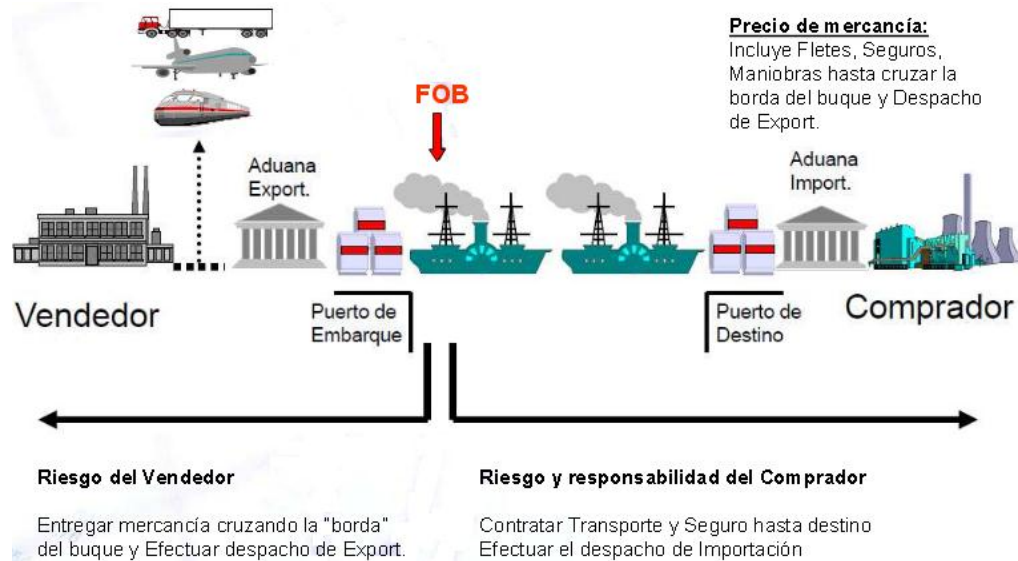 Precio de mercancía:
Incluye Fletes, Seguros,
Maniobras hasta cruzar la
borda del buque y Despacho
de Export.
FOB
Aduana
Export.
Aduana
Import.
Vendedor
Puerto de
Embarque
Puerto de
Destino
Comprador
Riesgo del Vendedor
Entregar mercancía cruzando la "borda"
del buque y Efectuar despacho de Export.
Riesgo y responsabilidad del Comprador
Contratar Transporte y Seguro hasta destino
Efectuar el despacho de Importación